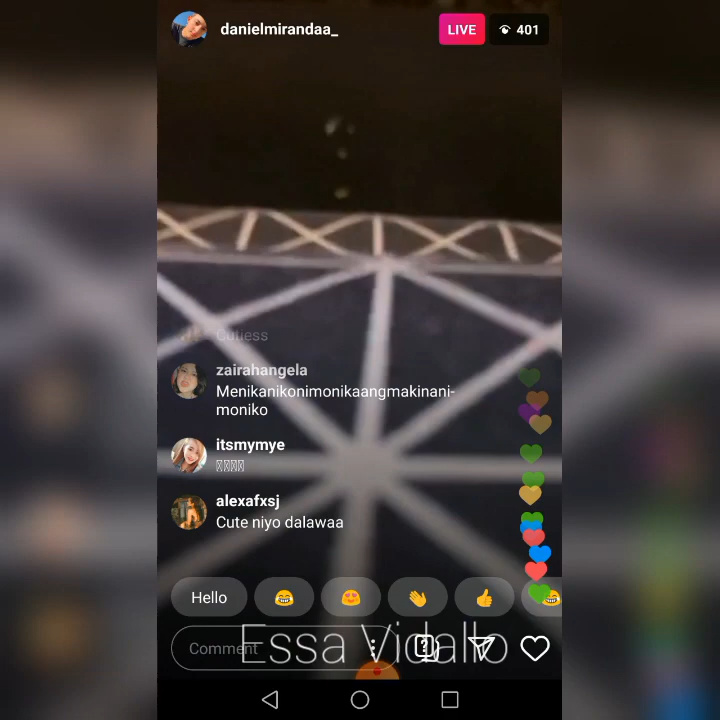 danielmirandaa_
LIVE
401
Cutiess
zairahangela
Menikanikonimonikaangmakinani-
moniko
itsmymye
alexafxsj
Cute niyo dalawaa
Hello
Comment
Essa Vidallo